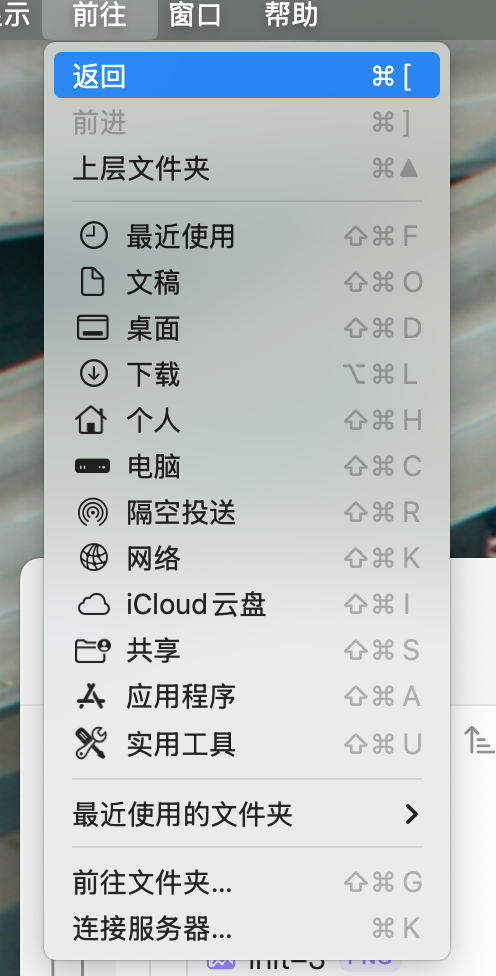 示 前往 窗口 帮助
返回 ⌘ [
前进 ⌘ ]
上层文件夹 ⌘▲
最近使用 ⇧⌘ F
文稿 ⇧⌘ O
桌面 ⇧⌘ D
下载 ⌥⌘ L
个人 ⇧⌘ H
电脑 ⇧⌘ C
隔空投送 ⇧⌘ R
网络 ⇧⌘ K
iCloud云盘 ⇧⌘ I
共享 ⇧⌘ S
应用程序 ⇧⌘ A
实用工具 ⇧⌘ U
最近使用的文件夹
前往文件夹... ⇧⌘ G
连接服务器... ⌘ K
init=3 PNG